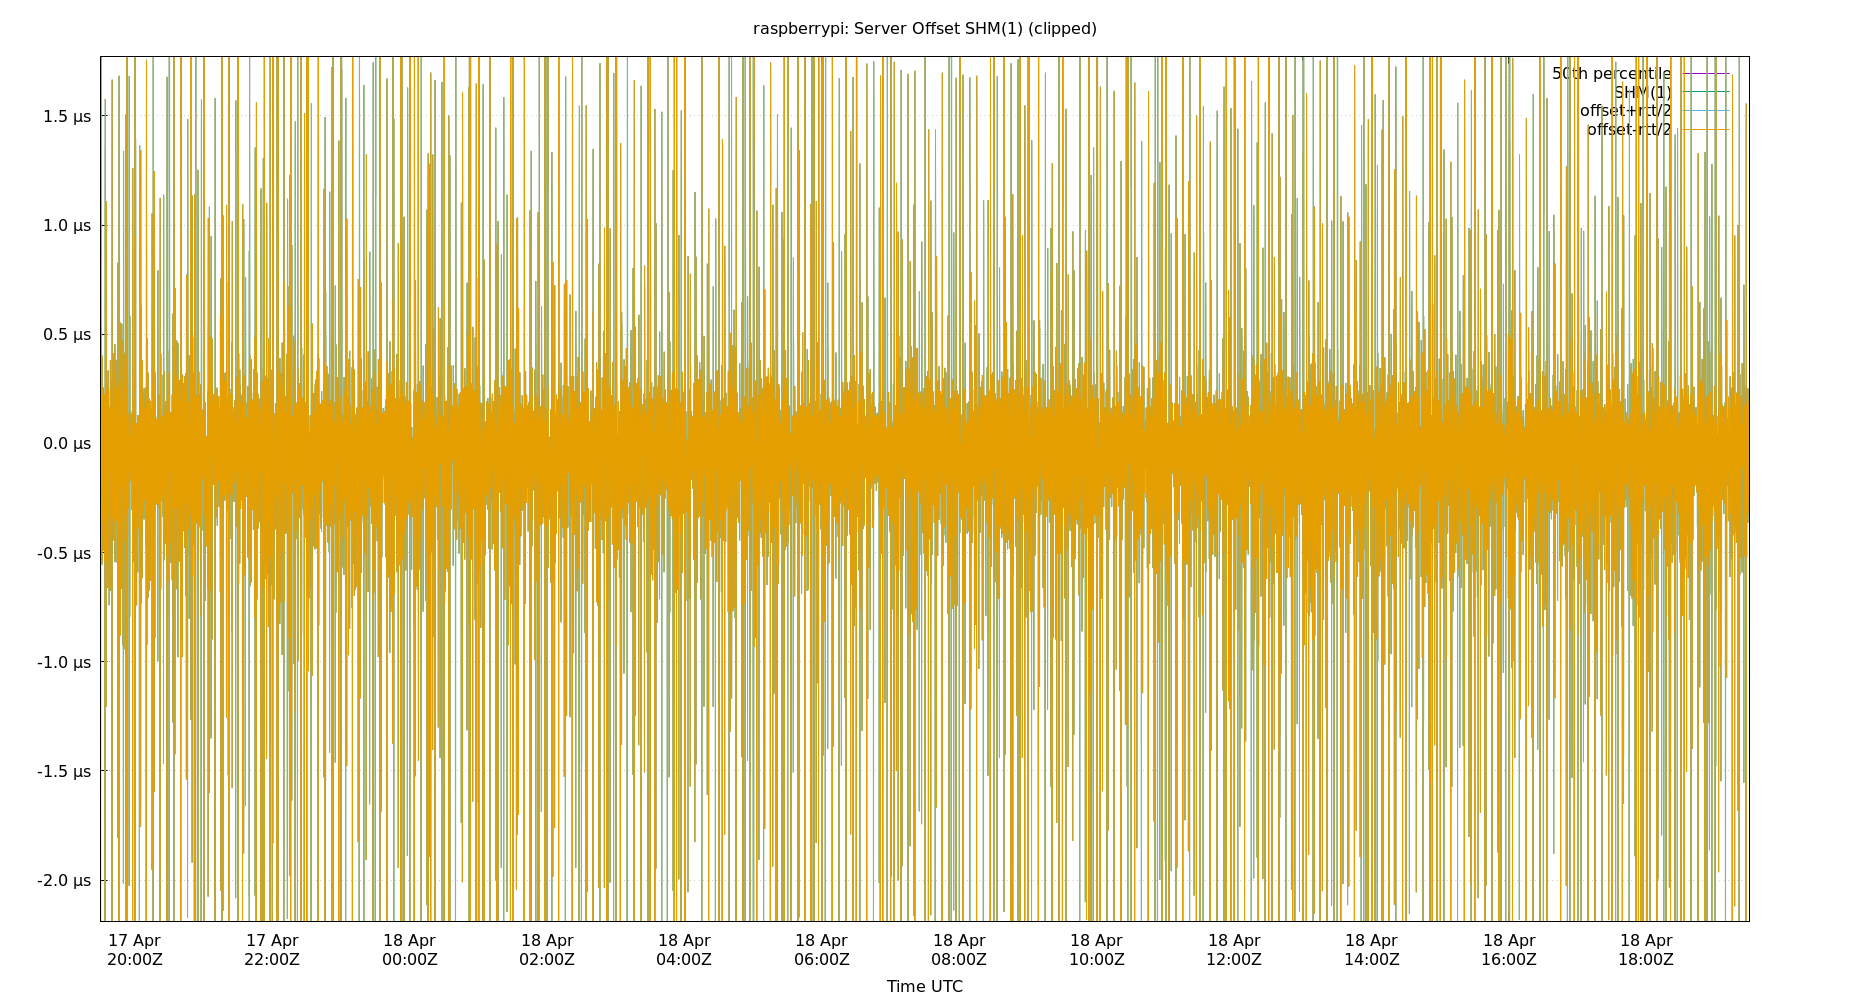 raspberrypi: Server Offset SHM(1) (clipped)
50th percentile
SHM(1)
offset+rtt/2
offset-rtt/2
1.5 µs
1.0 µs
0.5 µs
0.0 µs
-0.5 µs
-1.0 µs
-1.5 µs
-2.0 µs
17 Apr 17 Apr 18 Apr 18 Apr 18 Apr 18 Apr 18 Apr 18 Apr 18 Apr 18 Apr 18 Apr 18 Apr
20:00Z 22:00Z 00:00Z 02:00Z 04:00Z 06:00Z 08:00Z 10:00Z 12:00Z 14:00Z 16:00Z 18:00Z
Time UTC